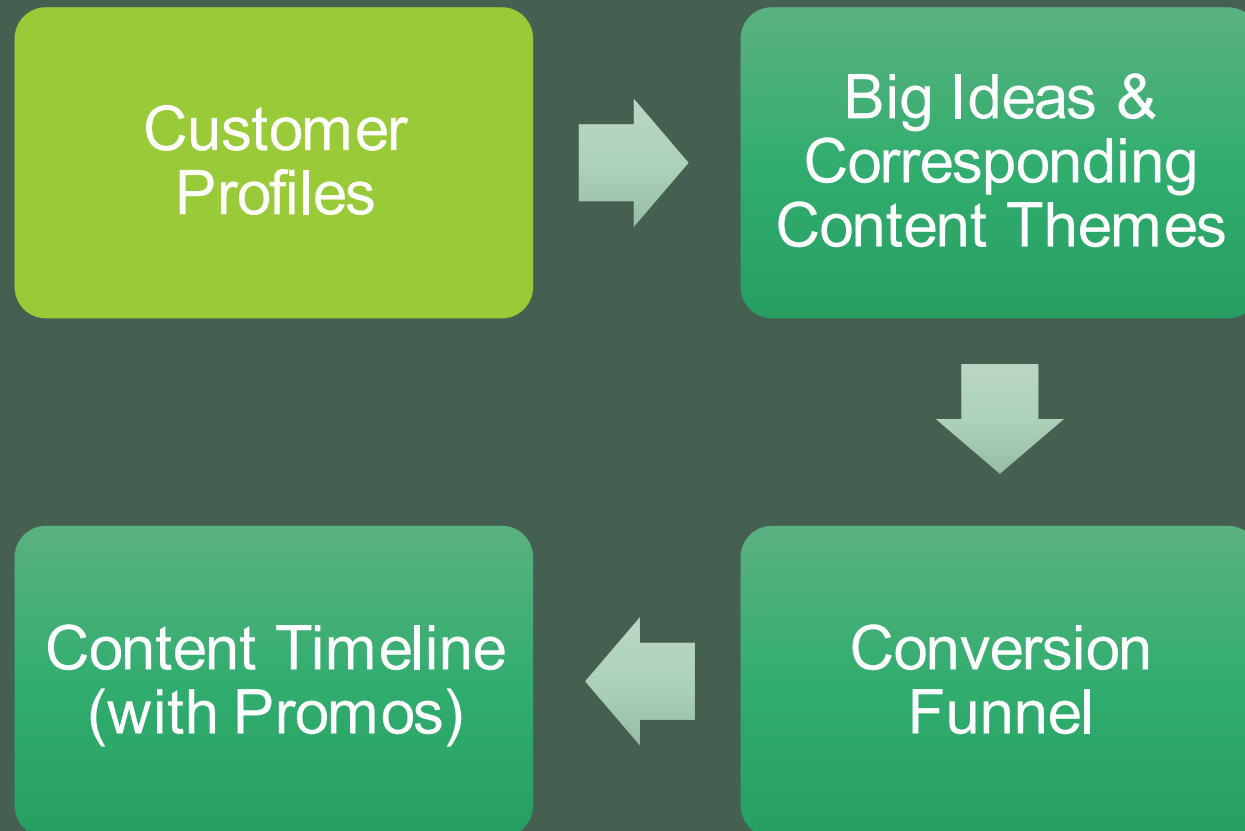 Customer
Profiles
Big Ideas &
Corresponding
Content Themes
Conversion
Funnel
Content Timeline
(with Promos)